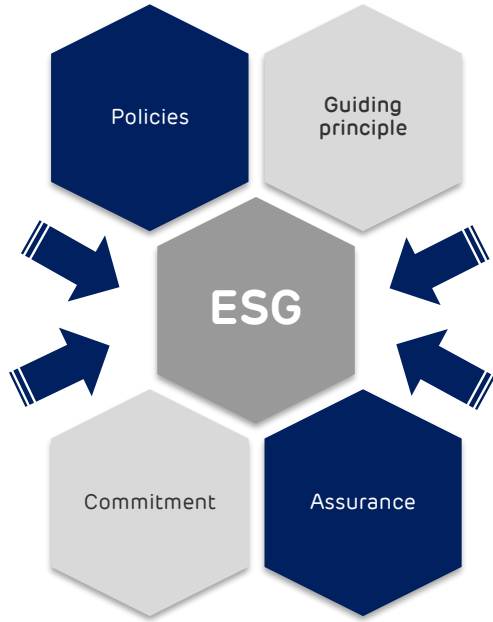 Policies
Guiding
principle
ESG
Commitment
Assurance